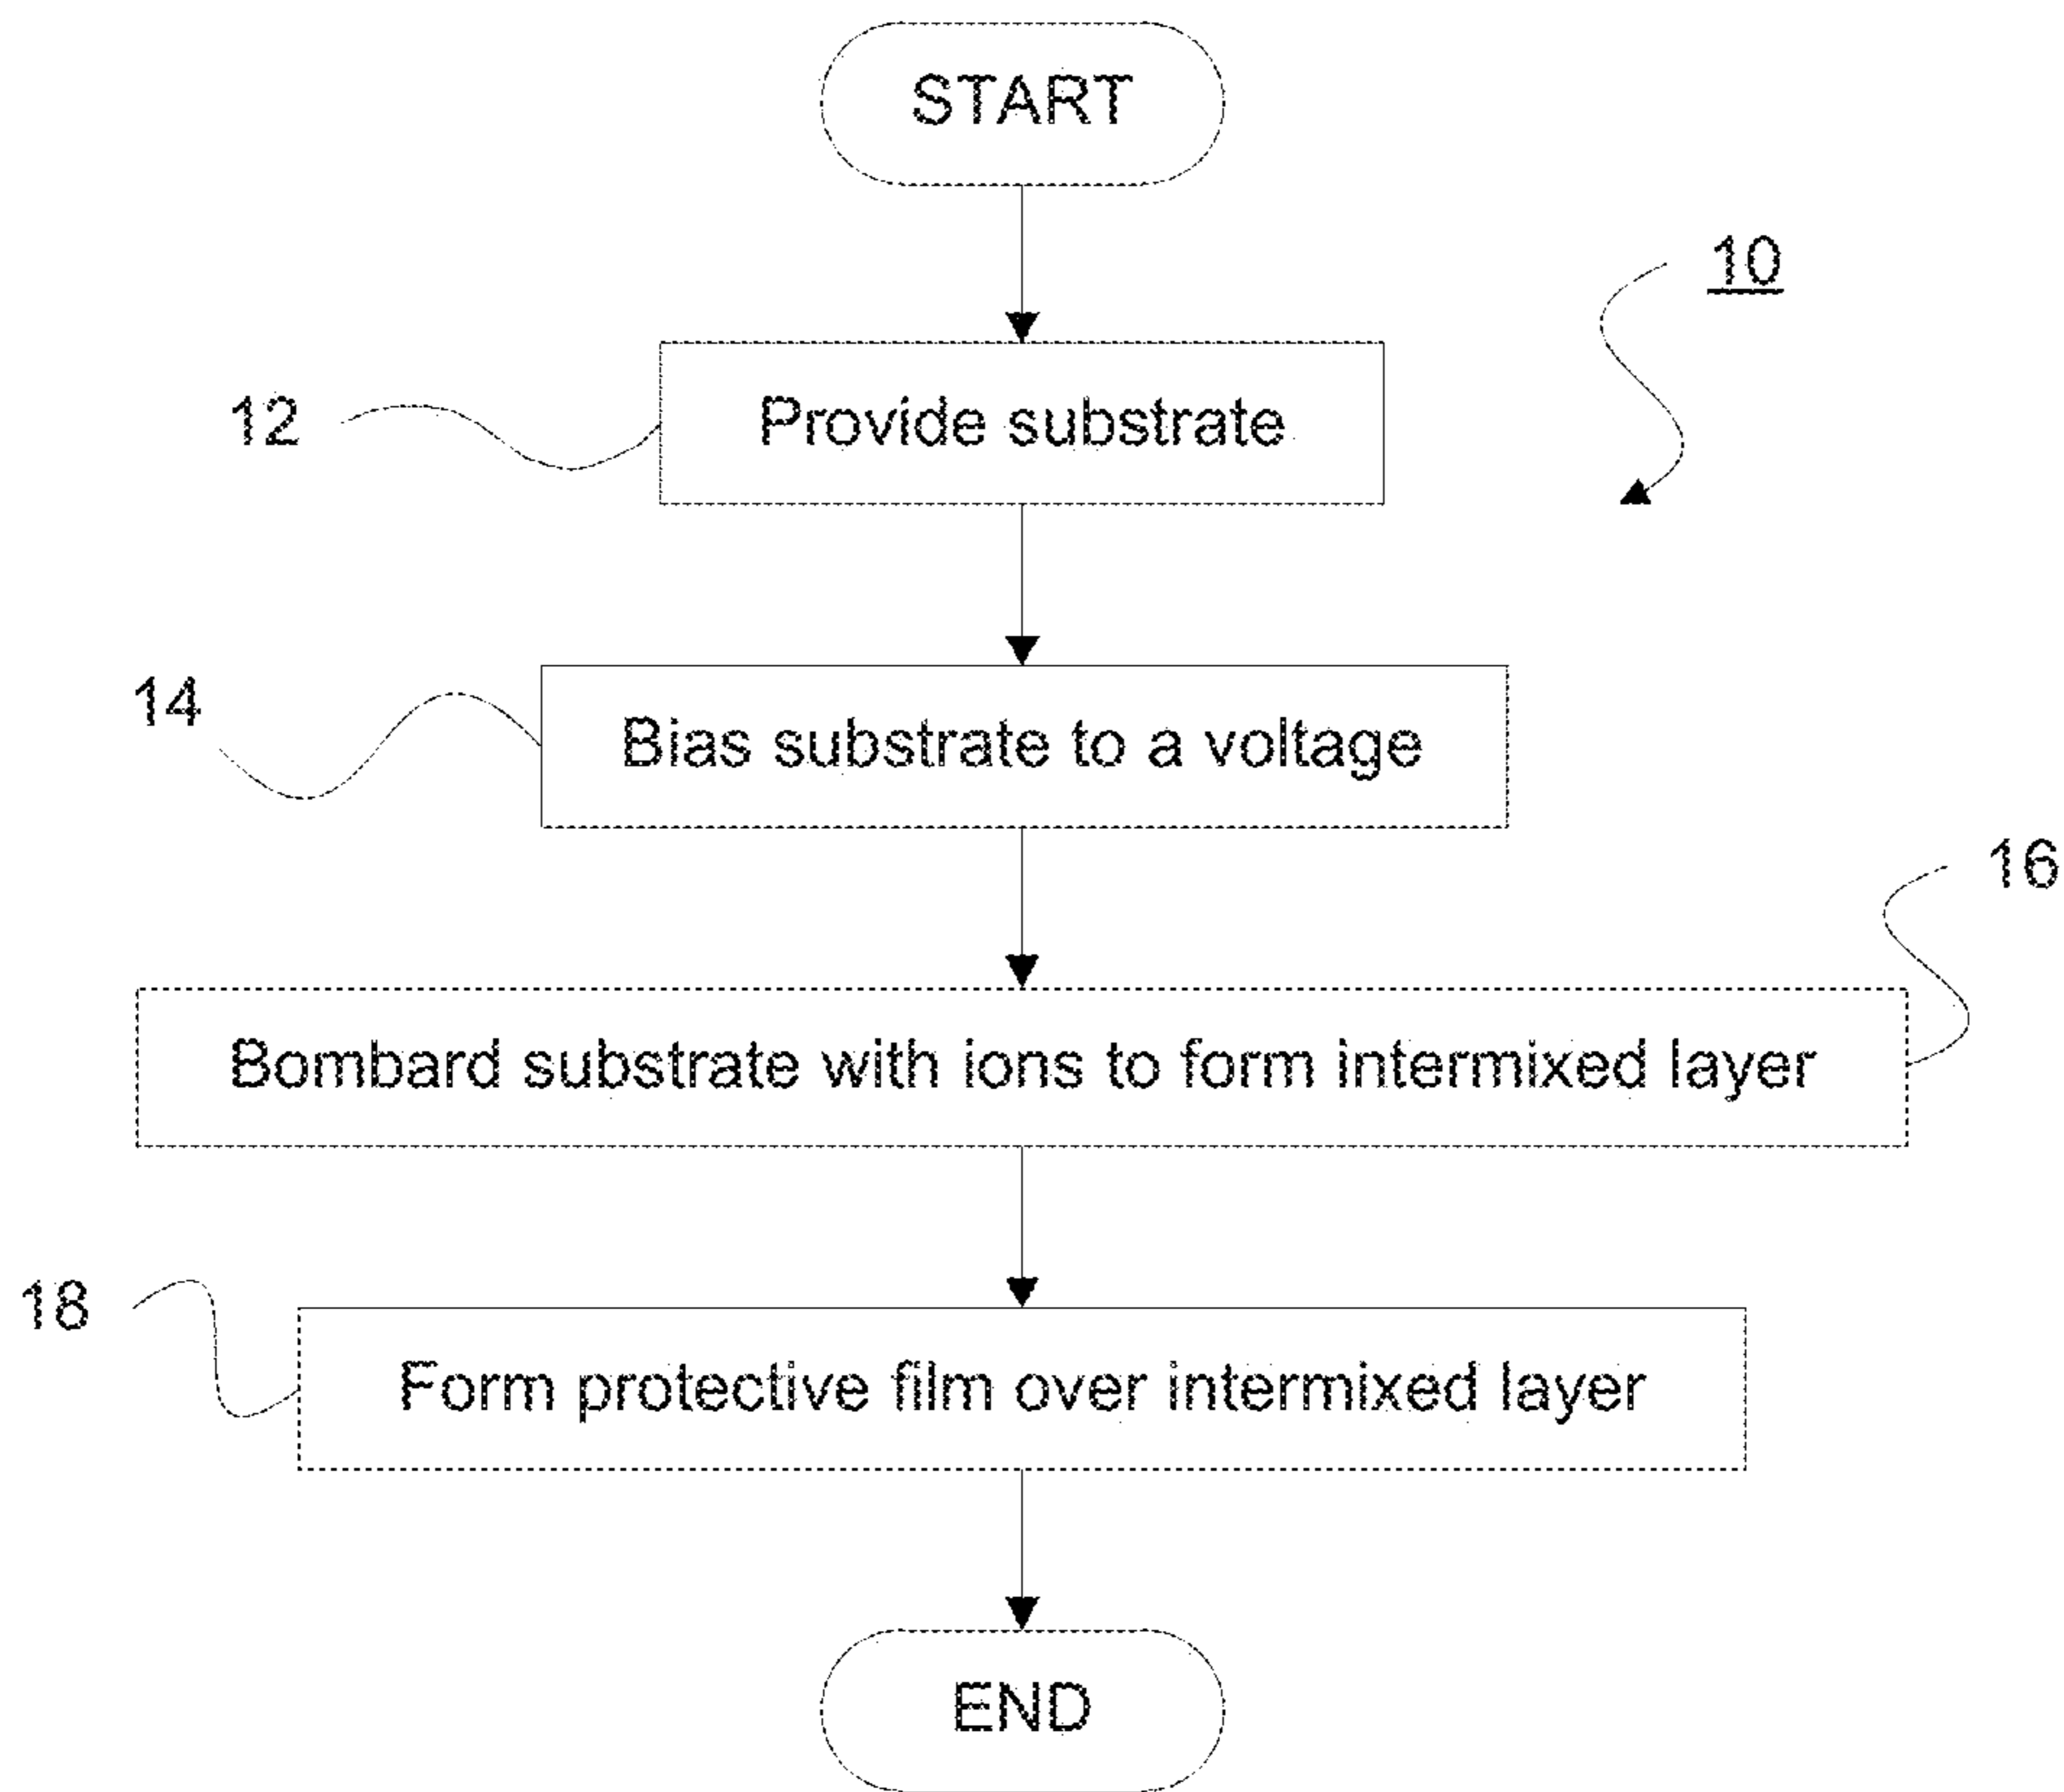 START
10
12
Provide substrate
14
Bias substrate to a voltage
16
Bombard substrate with ions to form intermixed layer
18
Form protective film over intermixed layer
END